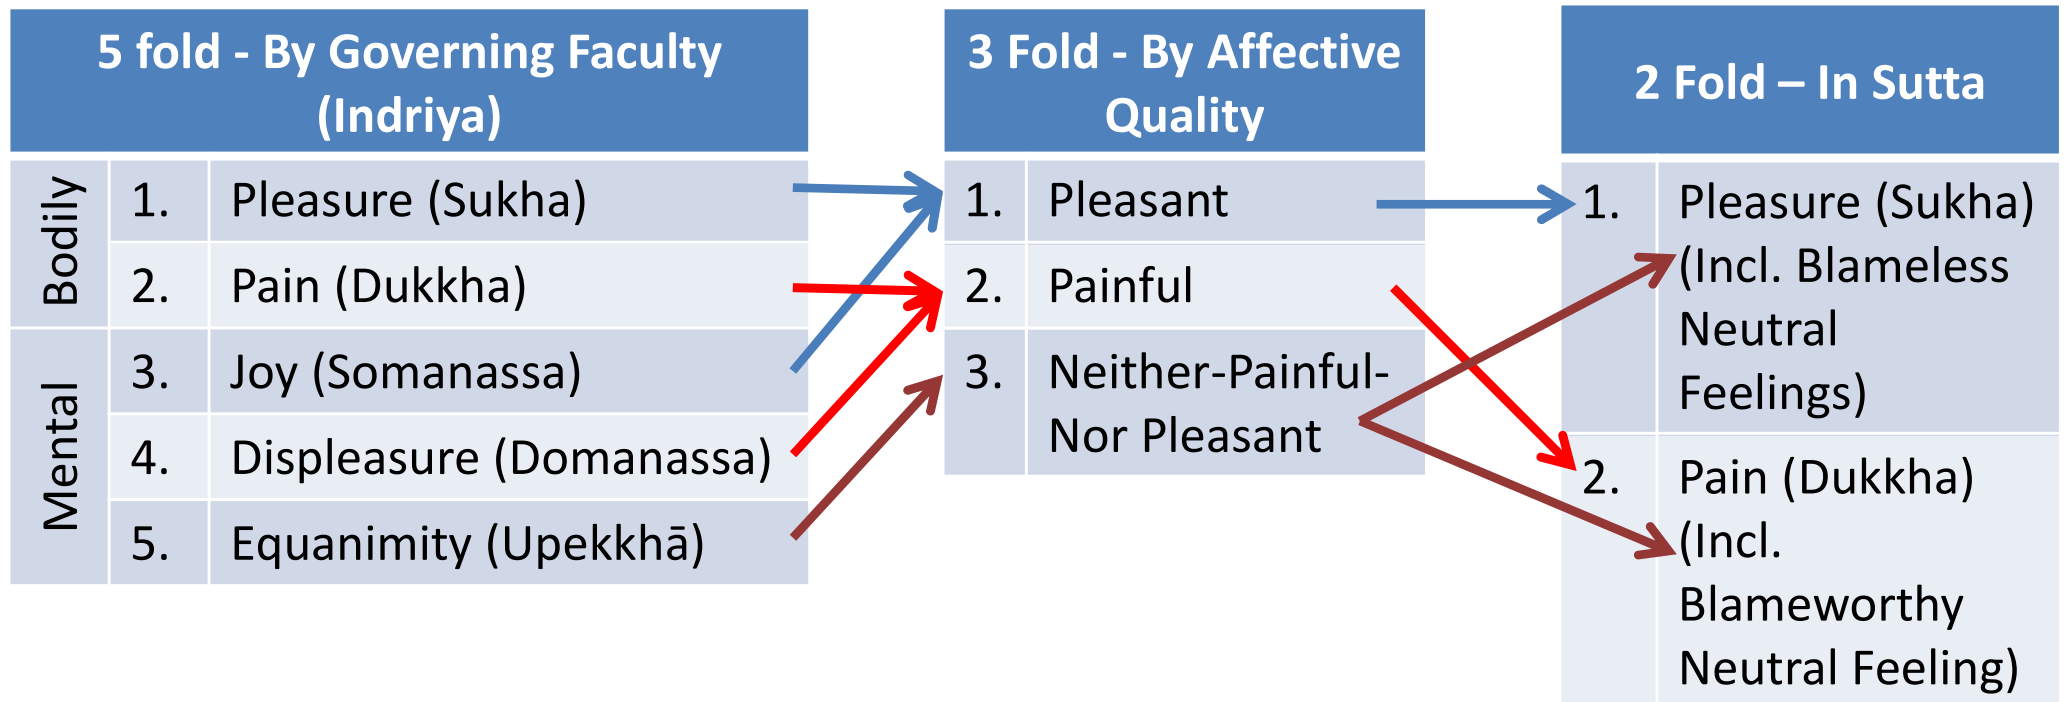 5 fold - By Governing Faculty
(Indriya)
Bodily
1. Pleasure (Sukha)
2. Pain (Dukkha)
Mental
3. Joy (Somanassa)
4. Displeasure (Domanassa)
5. Equanimity (Upekkhā)
3 Fold - By Affective
Quality
1. Pleasant
2. Painful
3. Neither-Painful-
Nor Pleasant
2 Fold – In Sutta
1. Pleasure (Sukha)
(Incl. Blameless
Neutral
Feelings)
2. Pain (Dukkha)
(Incl.
Blameworthy
Neutral Feeling)